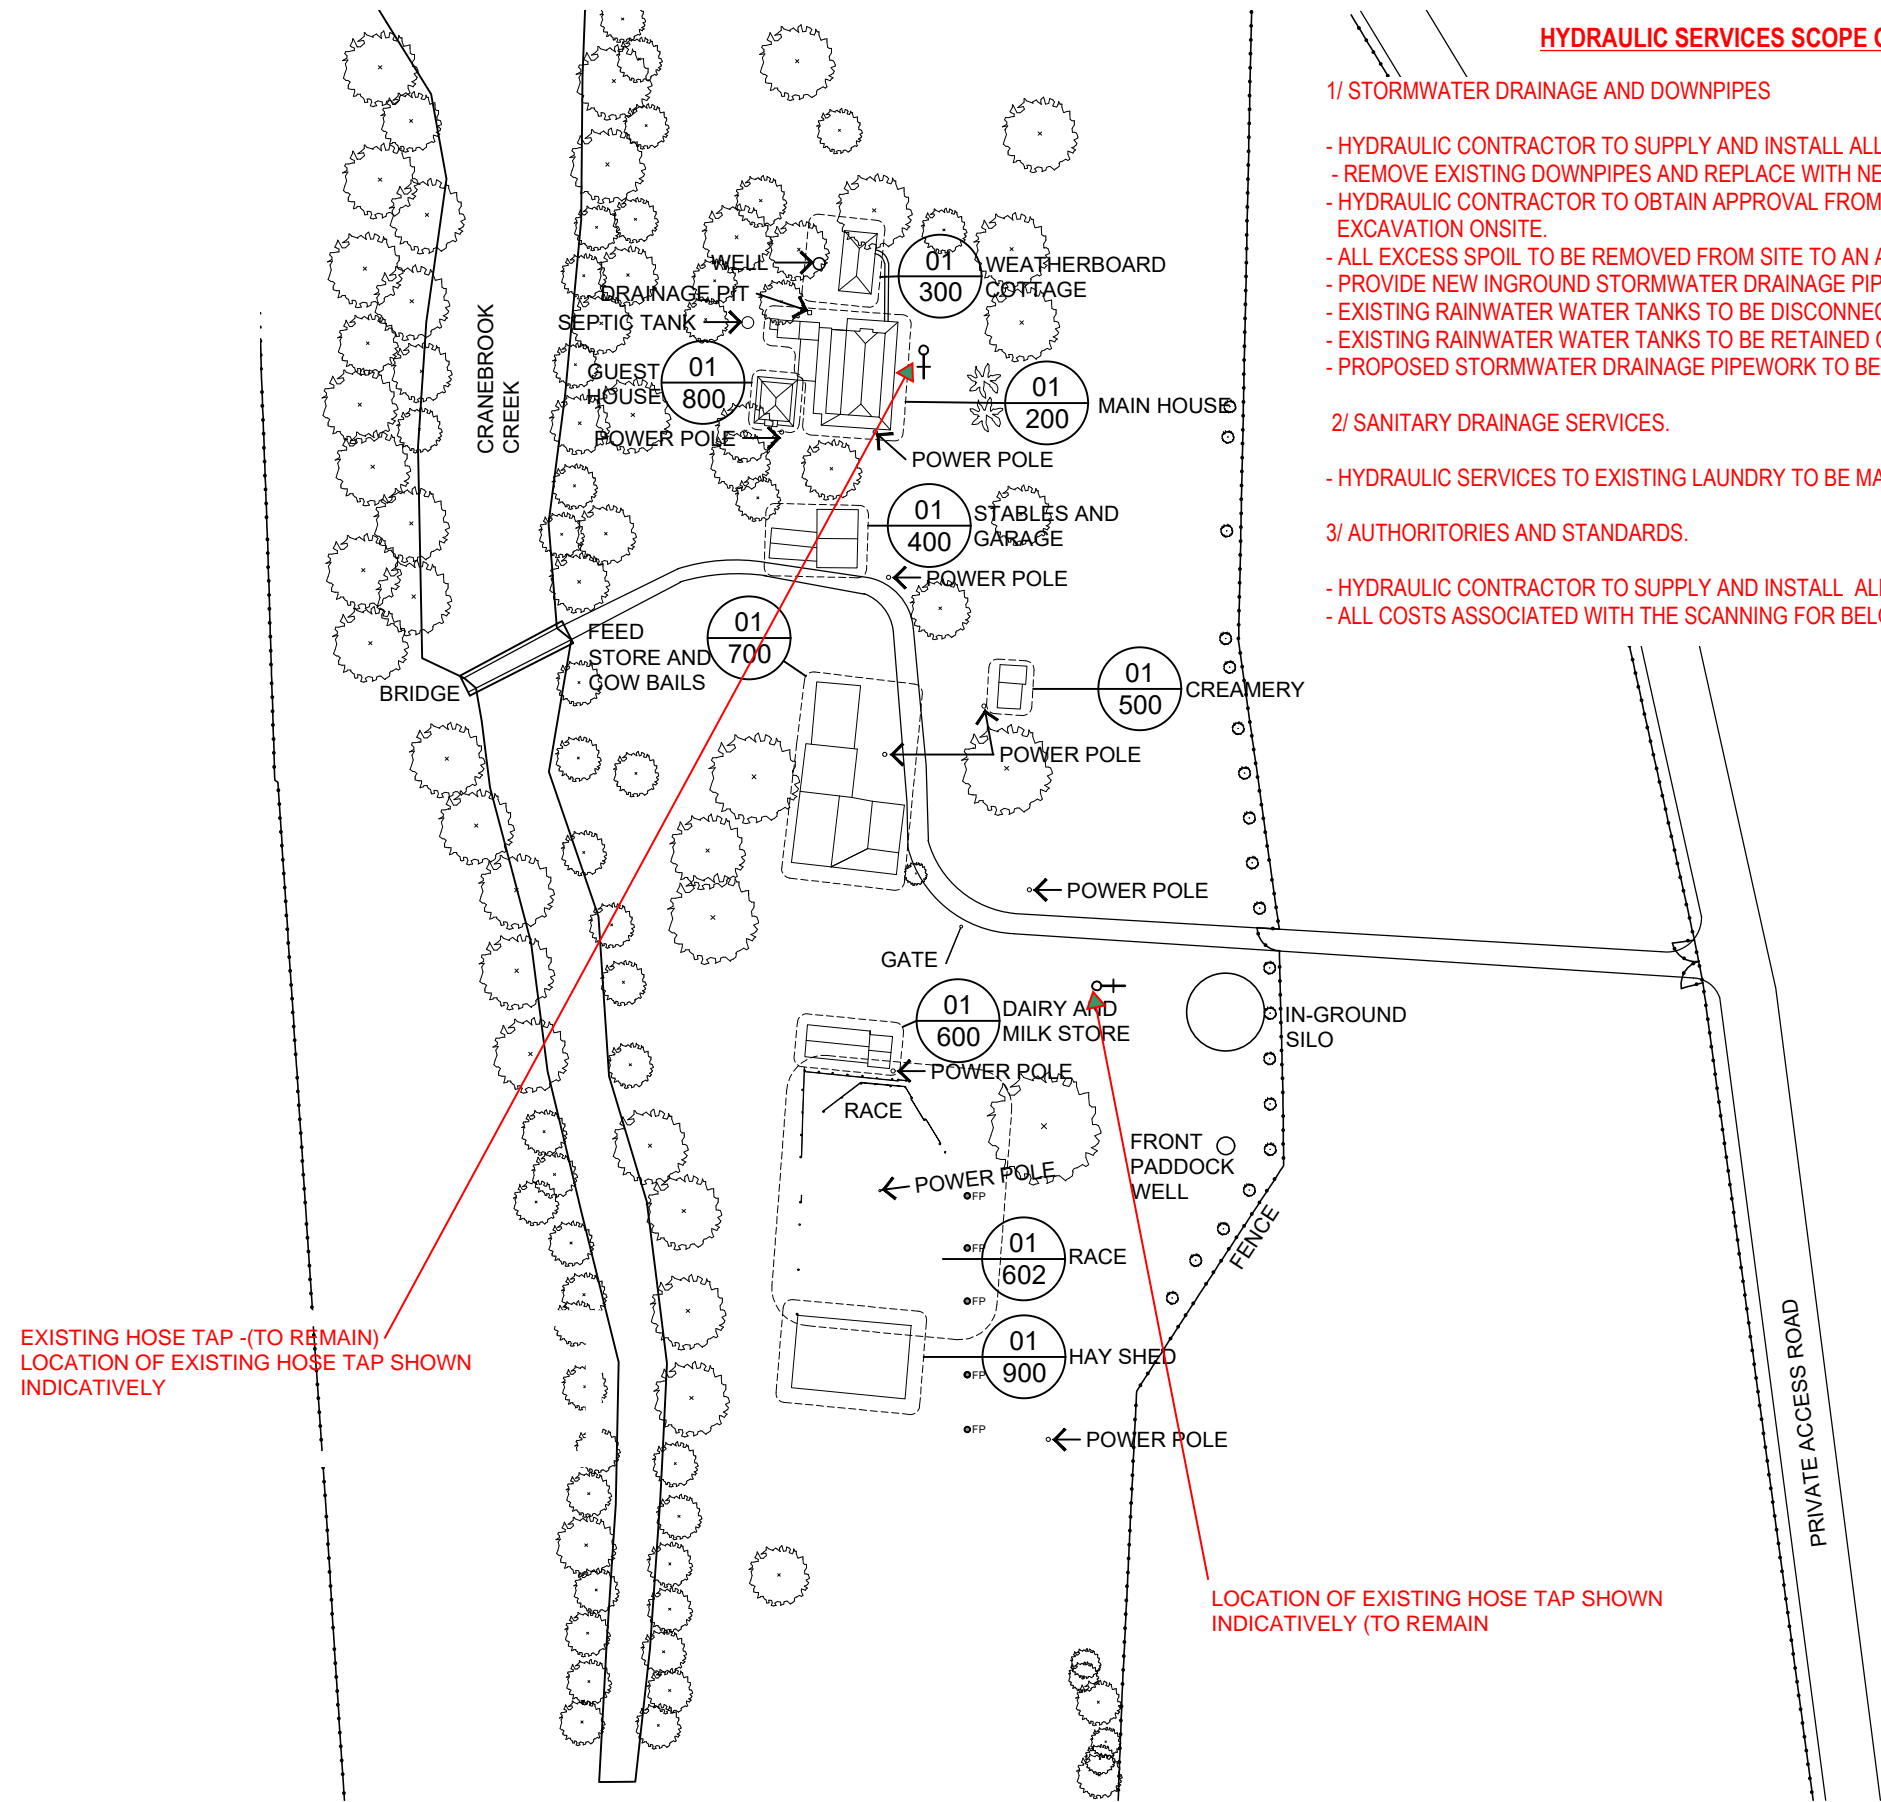 HYDRAULIC SERVICES SCOPE
1/ STORMWATER DRAINAGE AND DOWNPIPES
- HYDRAULIC CONTRACTOR TO SUPPLY AND INSTALL ALL
- REMOVE EXISTING DOWNPIPES AND REPLACE WITH NE
- HYDRAULIC CONTRACTOR TO OBTAIN APPROVAL FROM
EXCAVATION ONSITE.
- ALL EXCESS SPOIL TO BE REMOVED FROM SITE TO AN A
- PROVIDE NEW INGROUND STORMWATER DRAINAGE PIP
- EXISTING RAINWATER WATER TANKS TO BE DISCONNEC
- EXISTING RAINWATER WATER TANKS TO BE RETAINED
- PROPOSED STORMWATER DRAINAGE PIPEWORK TO BE
2/ SANITARY DRAINAGE SERVICES.
- HYDRAULIC SERVICES TO EXISTING LAUNDRY TO BE MA
3/ AUTHORITORIES AND STANDARDS.
- HYDRAULIC CONTRACTOR TO SUPPLY AND INSTALL ALL
- ALL COSTS ASSOCIATED WITH THE SCANNING FOR BELO
WELL
01
300
WEATHERBOARD
COTTAGE
DRAINAGE PIT
SEPTIC TANK
CRANEBROOK
CREEK
GUEST
HOUSE
01
800
01
200
MAIN HOUSE
POWER POLE
POWER POLE
01
400
STABLES AND
GARAGE
POWER POLE
FEED
STORE AND
COW BAILS
01
700
BRIDGE
01
500
CREAMERY
POWER POLE
POWER POLE
GATE
01
600
DAIRY AND
MILK STORE
IN-GROUND
SILO
POWER POLE
RACE
FRONT
PADDOCK
WELL
POWER POLE
FP
FENCE
FP
01
602
RACE
FP
01
900
HAY SHED
FP
FP
POWER POLE
PRIVATE ACCESS ROAD
EXISTING HOSE TAP -(TO REMAIN)
LOCATION OF EXISTING HOSE TAP SHOWN
INDICATIVELY
LOCATION OF EXISTING HOSE TAP SHOWN
INDICATIVELY (TO REMAIN